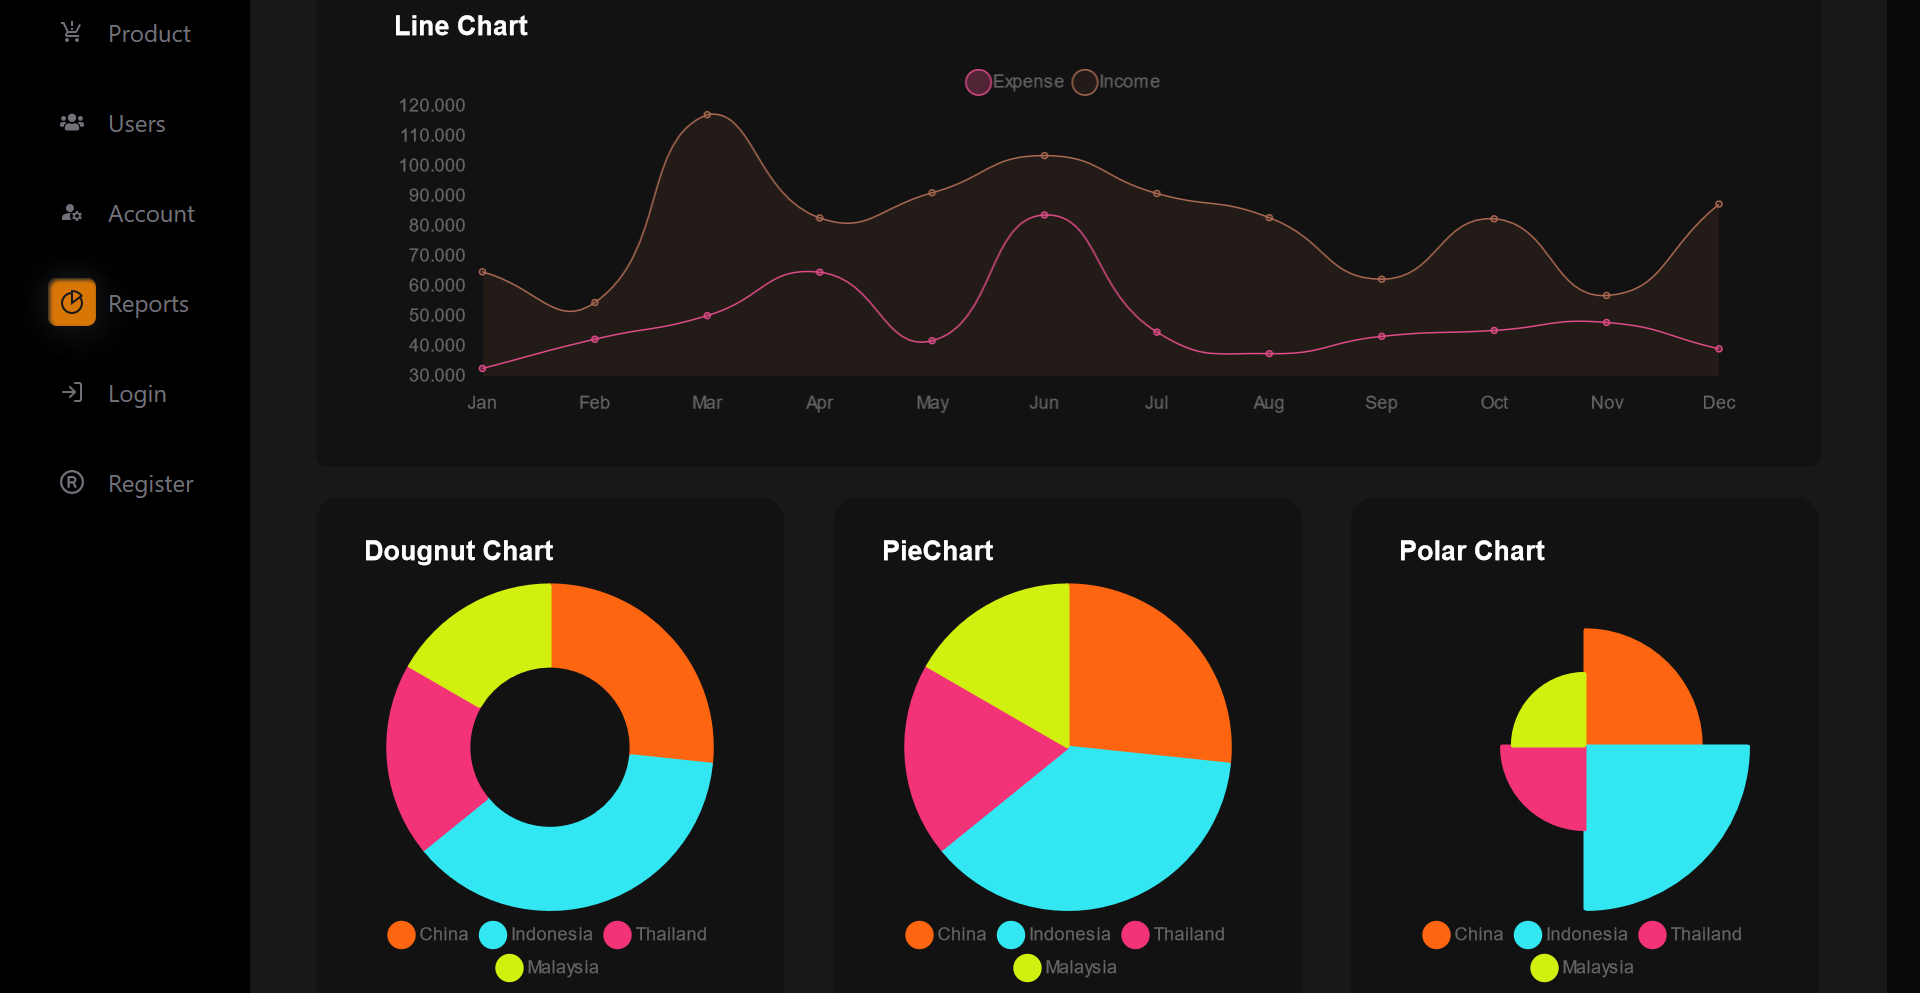 Product
Users
Account
Reports
Login
Register
Line Chart
Expense Income
120.000
110.000
100.000
90.000
80.000
70.000
60.000
50.000
40.000
30.000
Jan Feb Mar Apr May Jun Jul Aug Sep Oct Nov Dec
Dougnut Chart
China Indonesia Thailand
Malaysia
PieChart
China Indonesia Thailand
Malaysia
Polar Chart
China Indonesia Thailand
Malaysia